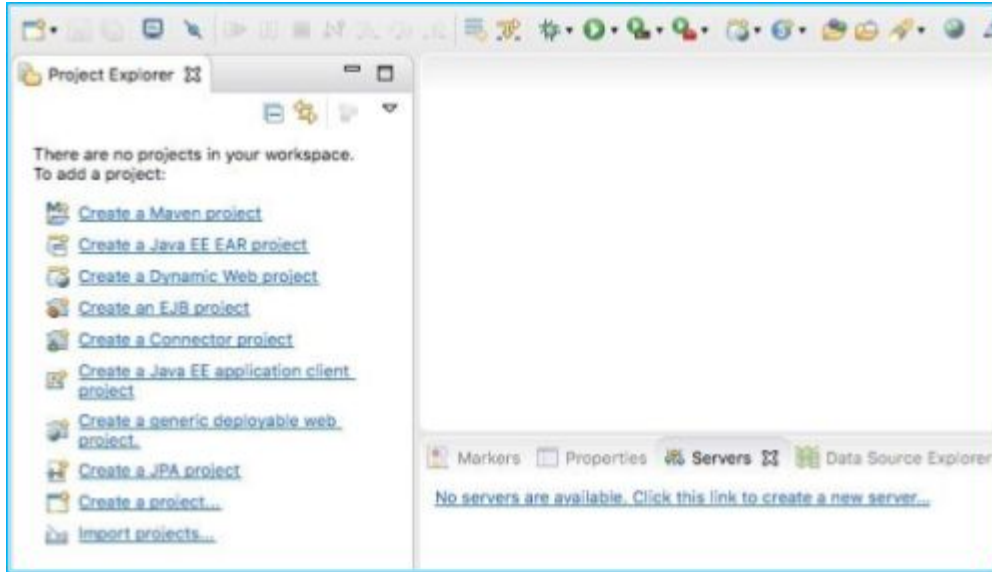 Project Explorer
There are no projects in your workspace.
To add a project:
Create a Maven project
Create a Java EE EAR project
Create a Dynamic Web project
Create an EJB project
Create a Connector project
Create a Java EE application client
project
Create a generic deployable web
project.
Create a JPA project
Create a project...
Import projects...
Markers Properties Servers Data Source Explorer
No servers are available. Click this link to create a new server...